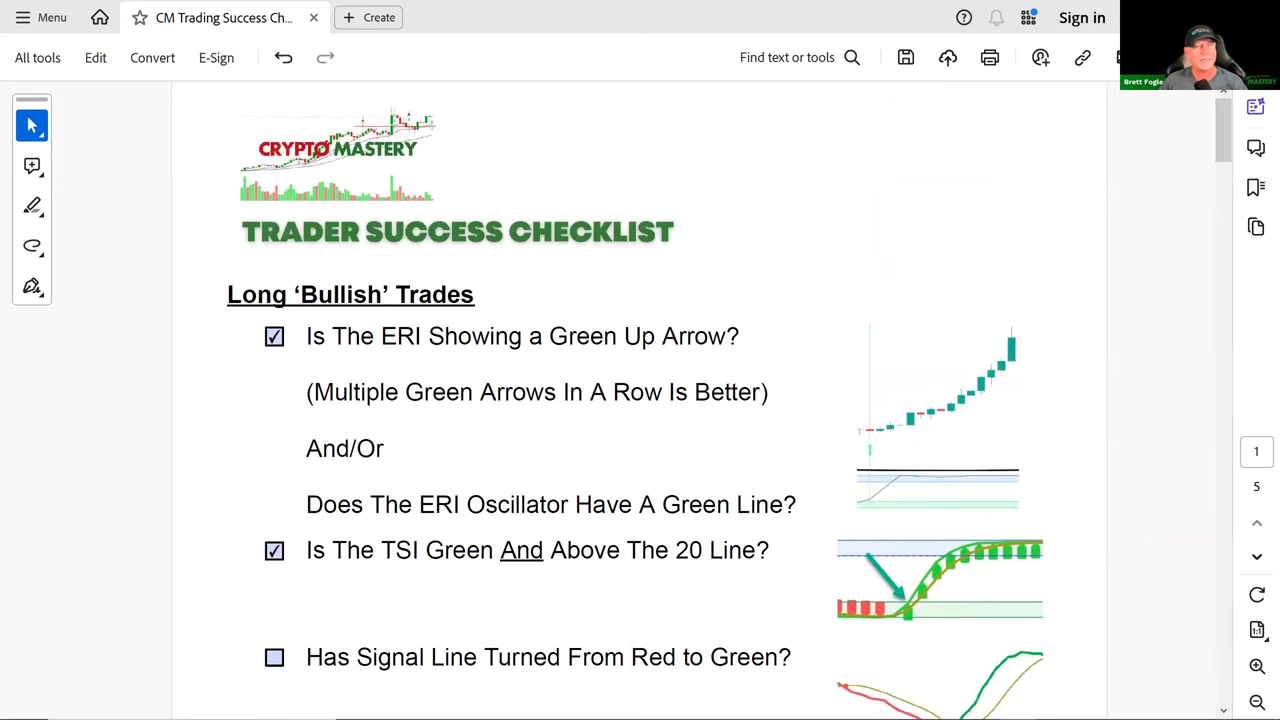 Menu
CM Trading Success Ch...
Create
Sign in
All tools
Edit
Convert
E-Sign
Find text or tools
Brett Fogle
MASTERY
CRYPTO MASTERY
TRADER SUCCESS CHECKLIST
Long ‘Bullish’ Trades
Is The ERI Showing a Green Up Arrow?
(Multiple Green Arrows In A Row Is Better)
And/Or
Does The ERI Oscillator Have A Green Line?
Is The TSI Green And Above The 20 Line?
Has Signal Line Turned From Red to Green?
1
5
1:1